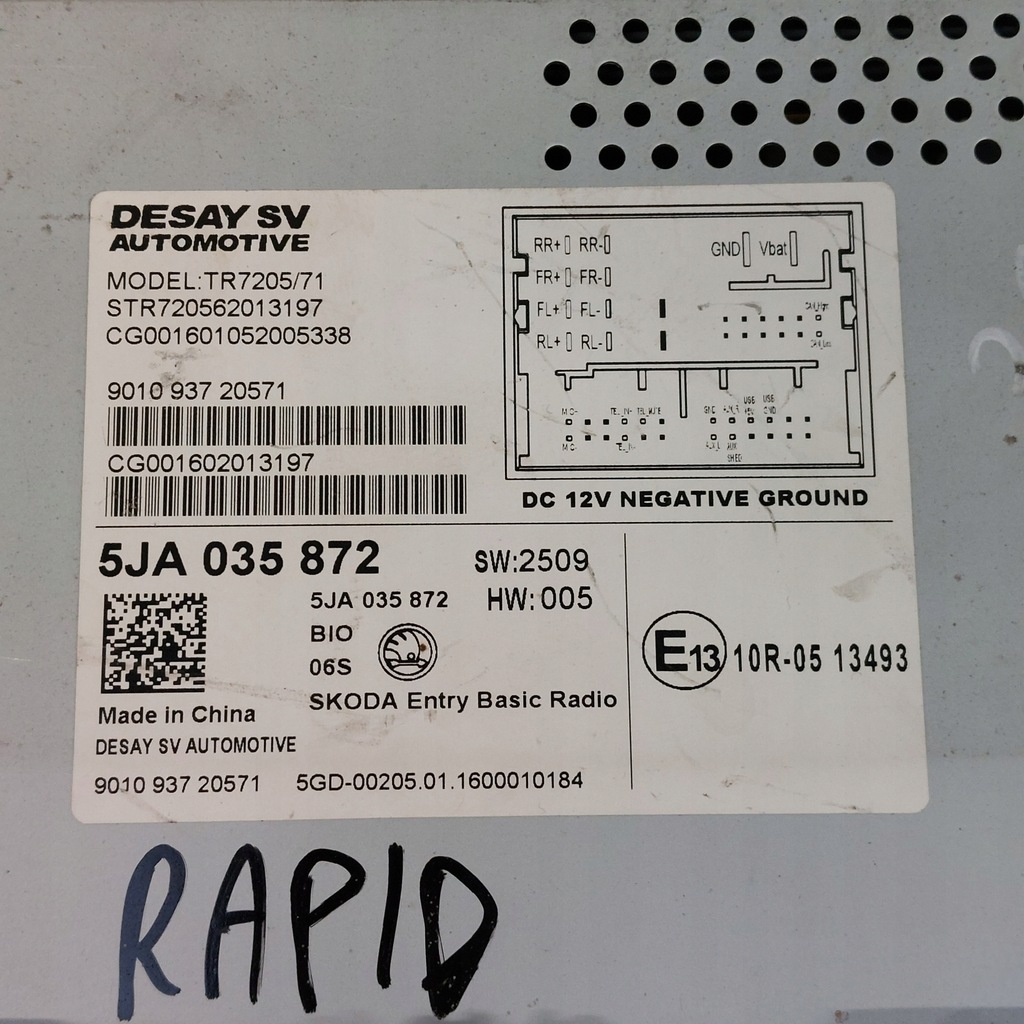 DESAY SV
AUTOMOTIVE
MODEL:TR7205/71
STR720562013197
CG001601052005338
9010 937 20571
CG001602013197
RR+ RR-
FR+ FR-
FL+ FL-
RL+ RL-
GND Vbat
USB USB
GND
DC 12V NEGATIVE GROUND
5JA 035 872
SW:2509
5JA 035 872
HW:005
BIO
06S
SKODA Entry Basic Radio
Made in China
DESAY SV AUTOMOTIVE
9010 937 20571
5GD-00205.01.1600010184
E13 10R-05 13493
RAPID